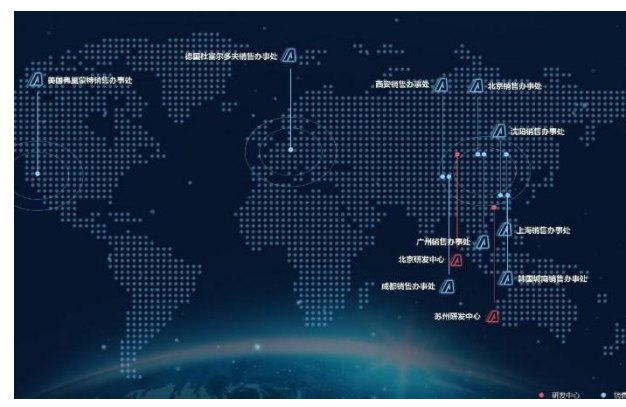 德国杜塞尔多夫销售办事处
美国弗里蒙特销售办事处
西安销售办事处
北京销售办事处
沈阳销售办事处
上海销售办事处
广州销售办事处
北京研发中心
韩国城南销售办事处
成都销售办事处
苏州研发中心
研发中心